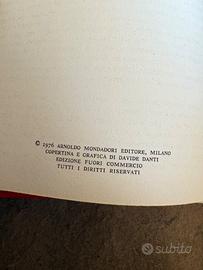 © 1976 ARNOLDO MONDADORI EDITORE, MILANO
COPERTINA E GRAFICA DI DAVIDE DANTI
EDIZIONE FUORI COMMERCIO
TUTTI I DIRITTI RISERVATI
subito